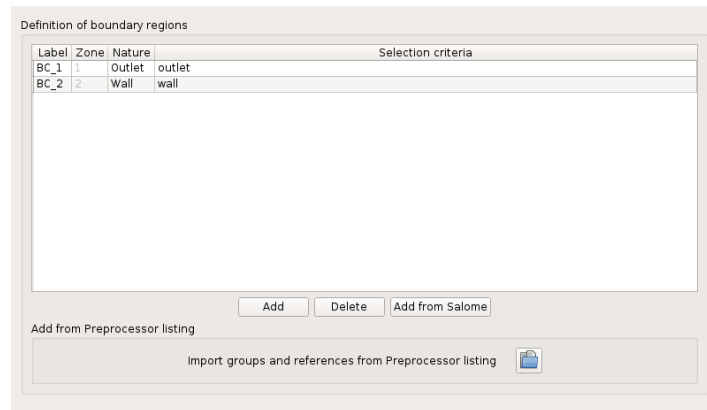 Definition of boundary regions
Label Zone Nature Selection criteria
BC_1 1 Outlet outlet
BC_2 2 Wall wall
Add Delete Add from Salome
Add from Preprocessor listing
Import groups and references from Preprocessor listing